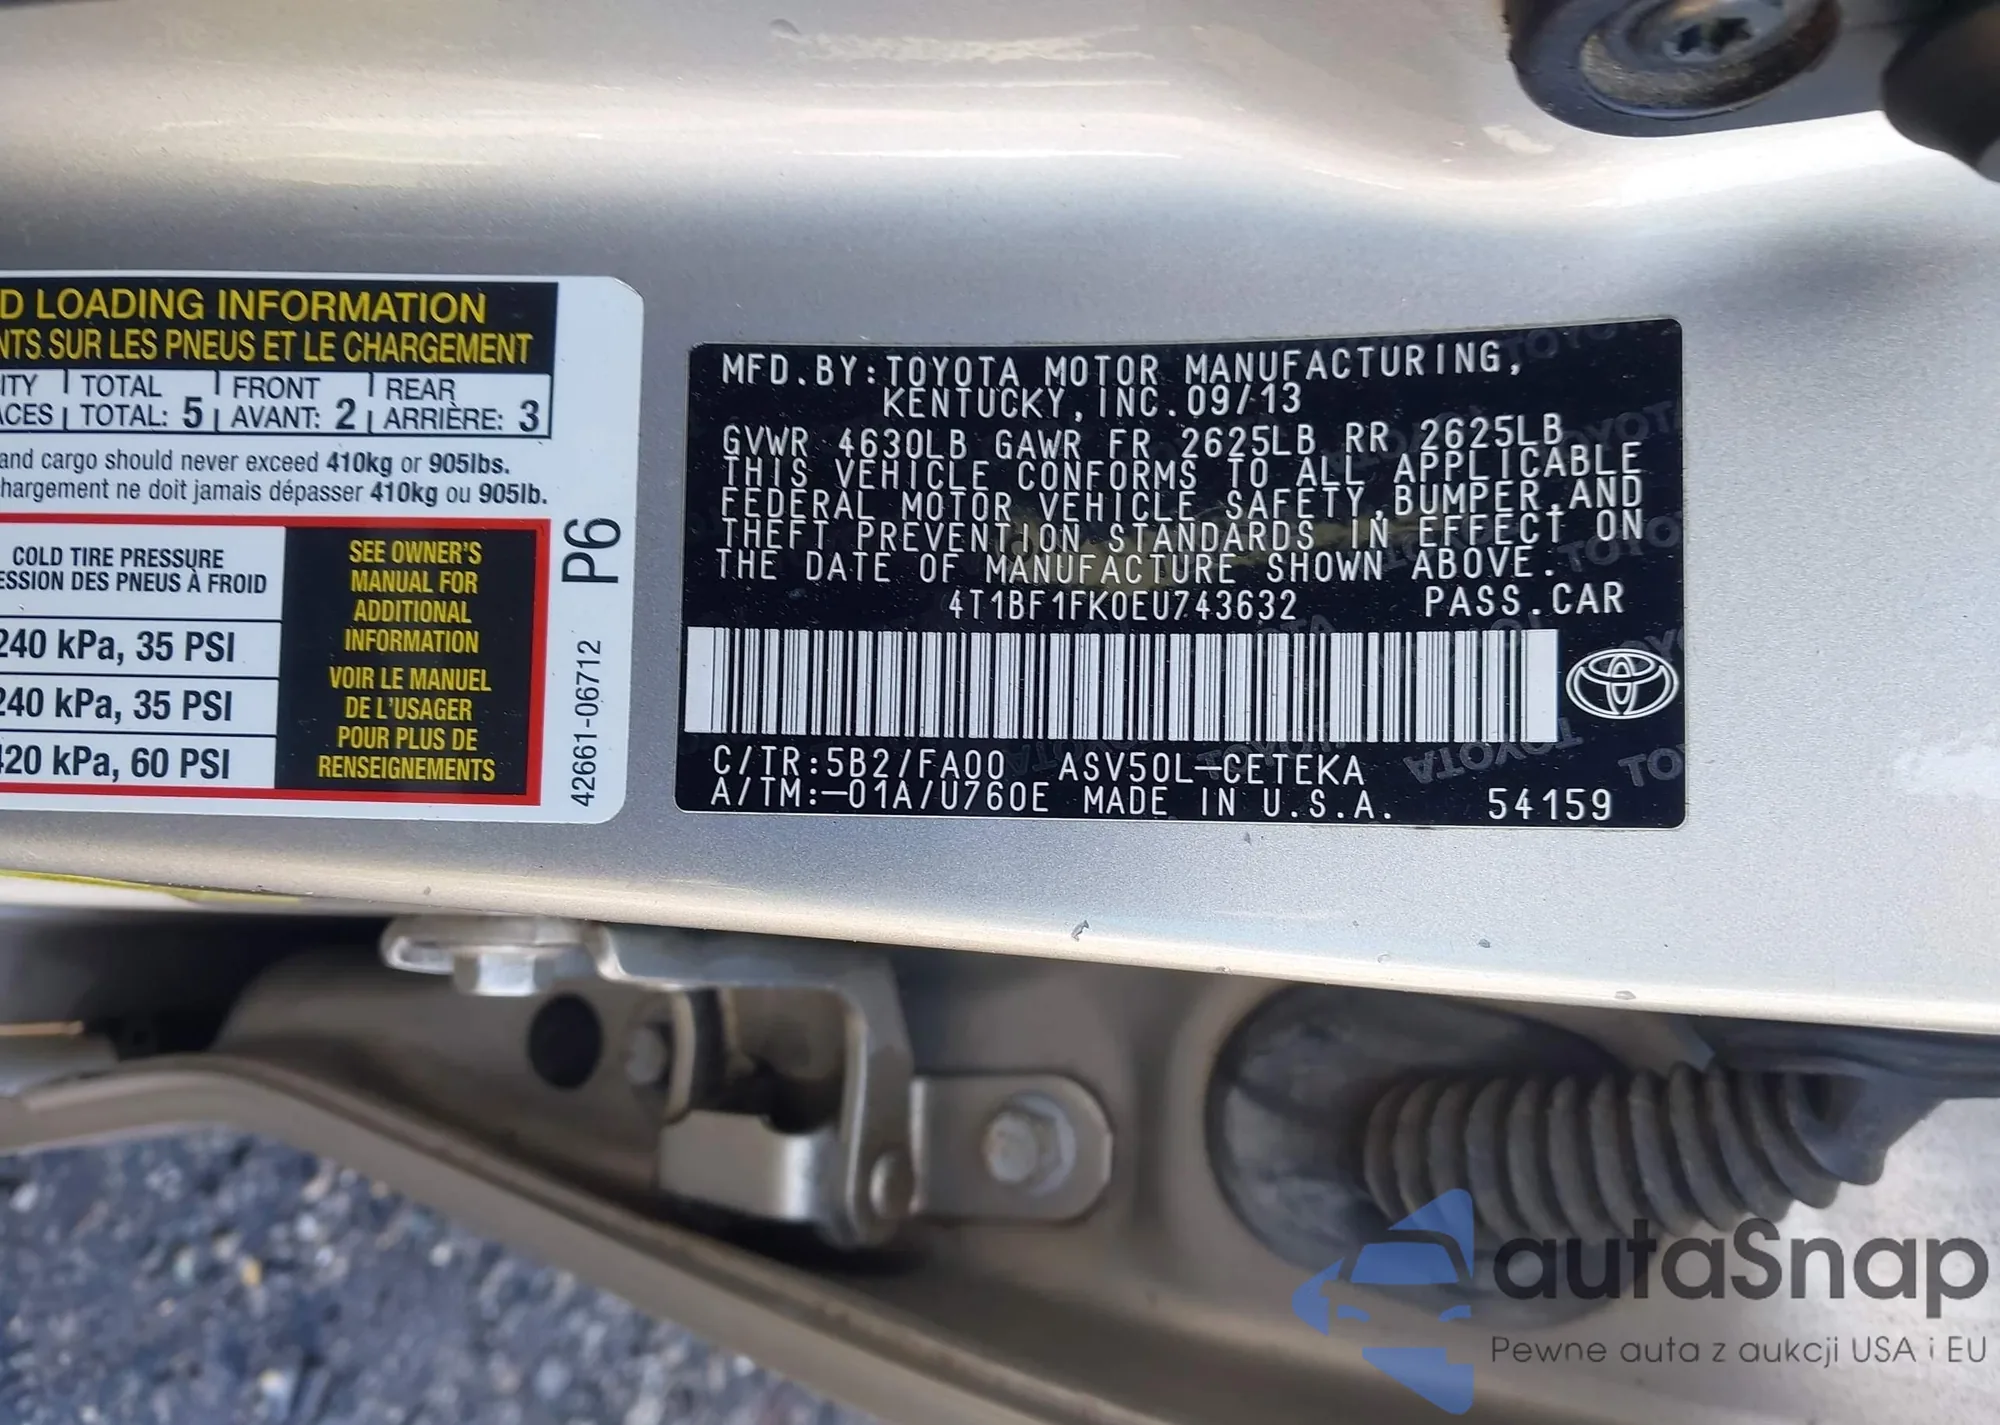 D LOADING INFORMATION
NTS SUR LES PNEUS ET LE CHARGEMENT
ITY TOTAL FRONT REAR
ACES TOTAL: 5 AVANT: 2 ARRIÈRE: 3
and cargo should never exceed 410kg or 905lbs.
hargement ne doit jamais dépasser 410kg ou 905lb.
COLD TIRE PRESSURE
ESSION DES PNEUS À FROID
240 kPa, 35 PSI
240 kPa, 35 PSI
420 kPa, 60 PSI
SEE OWNER'S
MANUAL FOR
ADDITIONAL
INFORMATION
VOIR LE MANUEL
DE L'USAGER
POUR PLUS DE
RENSEIGNEMENTS
42661-06712 P6
MFD.BY:TOYOTA MOTOR MANUFACTURING,
KENTUCKY,INC.09/13
GVWR 4630LB GAWR FR 2625LB RR 2625LB
THIS VEHICLE CONFORMS TO ALL APPLICABLE
FEDERAL MOTOR VEHICLE SAFETY,BUMPER,AND
THEFT PREVENTION STANDARDS IN EFFECT ON
THE DATE OF MANUFACTURE SHOWN ABOVE.
4T1BF1FK0EU743632 PASS.CAR
C/TR:5B2/FA00 ASV50L-CETEKA
A/TM:-01A/U760E MADE IN U.S.A. 54159
autaSnap
Pewne auta z aukcji USA i EU